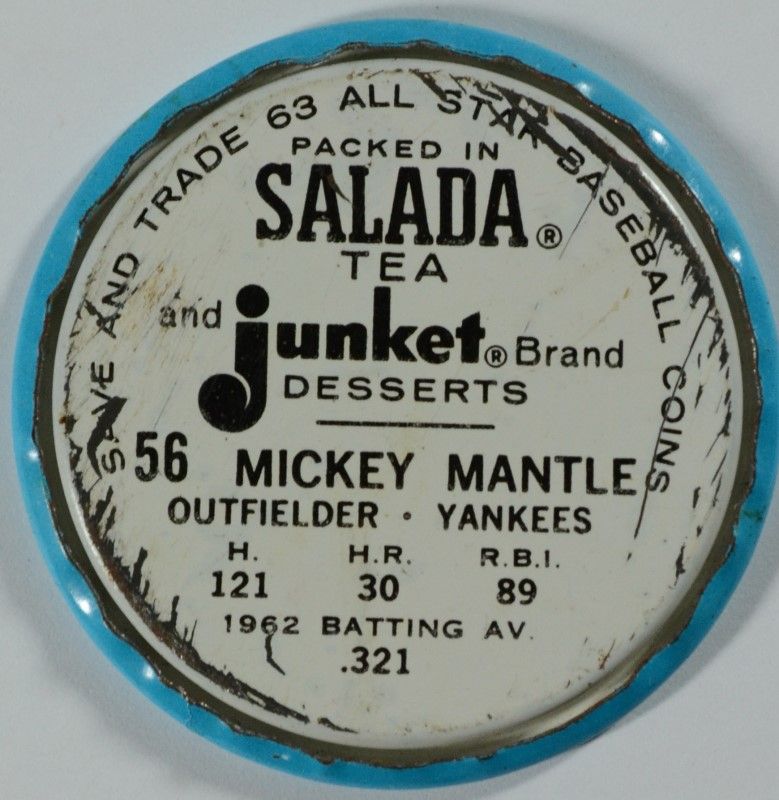 SAVE AND TRADE 63 ALL STAR BASEBALL COINS
PACKED IN
SALADA®
TEA
and junket® Brand
DESSERTS
56 MICKEY MANTLE
OUTFIELDER · YANKEES
H. H.R. R.B.I.
121 30 89
1962 BATTING AV.
.321